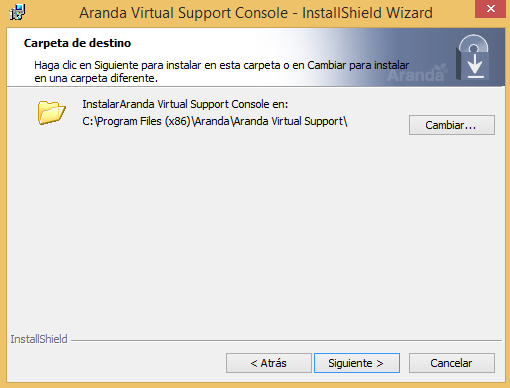 Aranda Virtual Support Console - InstallShield Wizard
Carpeta de destino
Haga clic en Siguiente para instalar en esta carpeta o en Cambiar para instalar
en una carpeta diferente.
Aranda
InstalarAranda Virtual Support Console en:
C:\Program Files (x86)\Aranda\Aranda Virtual Support\
Cambiar...
InstallShield
< Atrás
Siguiente >
Cancelar